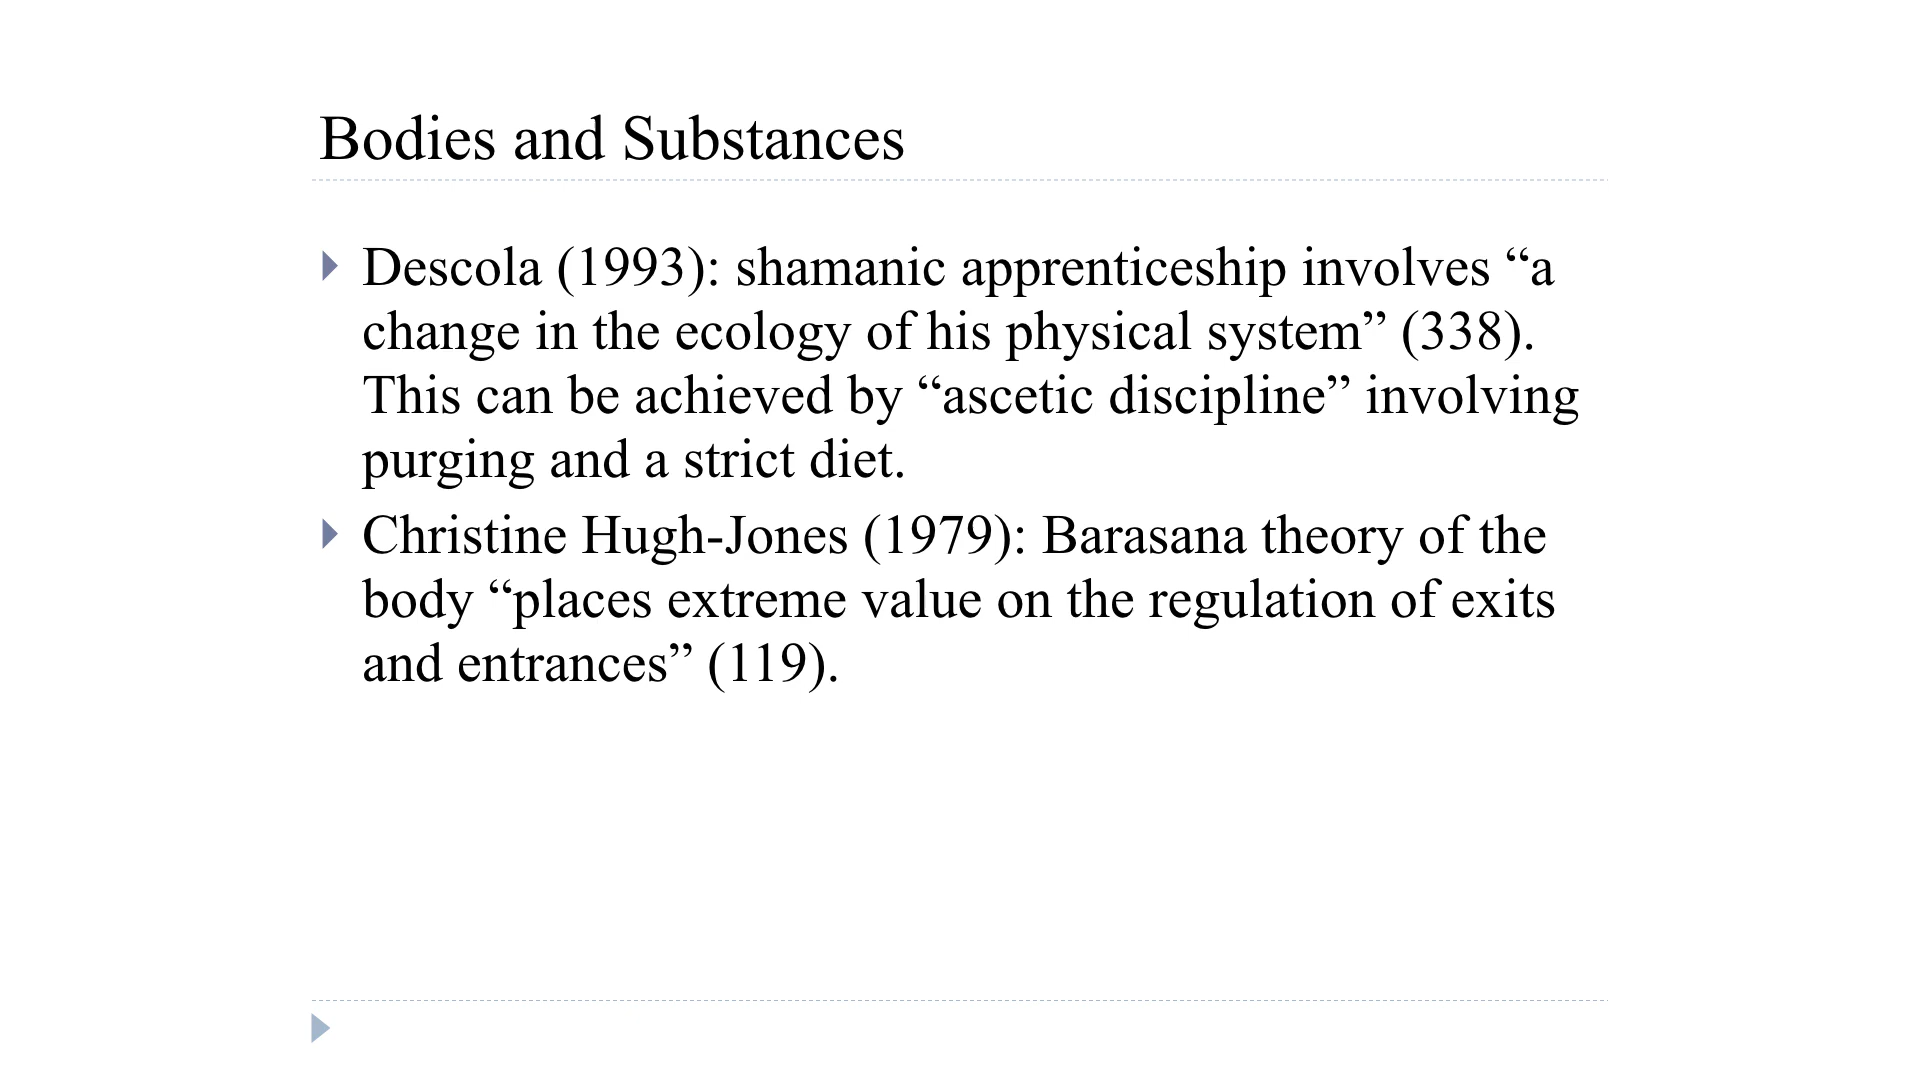 Bodies and Substances
Descola (1993): shamanic apprenticeship involves “a
change in the ecology of his physical system” (338).
This can be achieved by “ascetic discipline” involving
purging and a strict diet.
Christine Hugh-Jones (1979): Barasana theory of the
body “places extreme value on the regulation of exits
and entrances” (119).